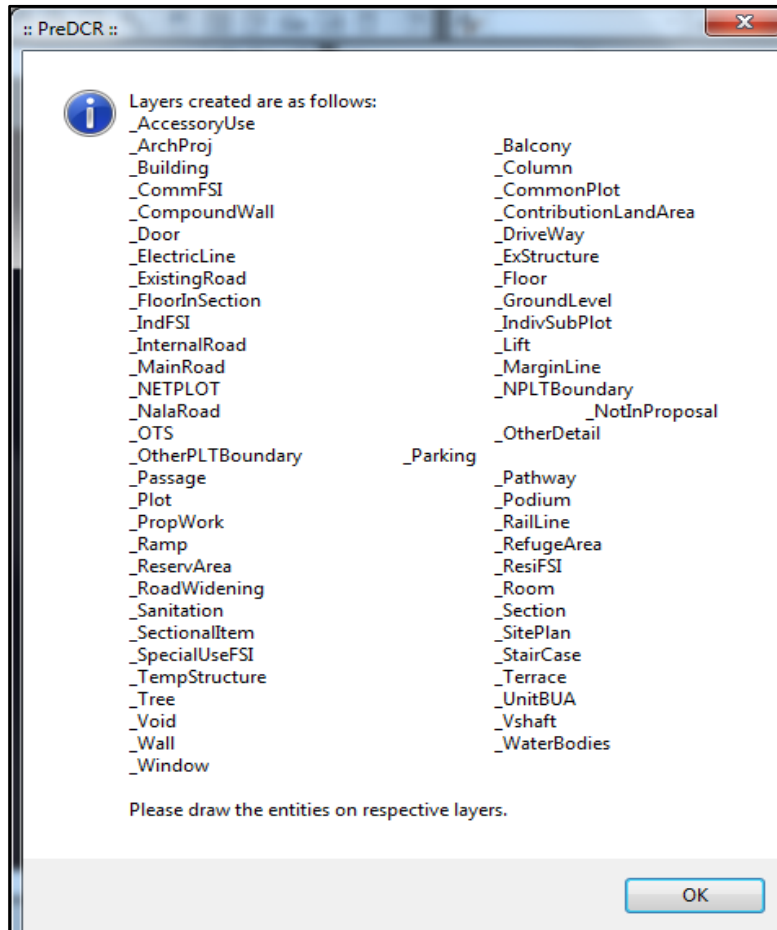 :: PreDCR ::
Layers created are as follows:
_AccessoryUse
_ArchProj _Balcony
_Building _Column
_CommFSI _CommonPlot
_CompoundWall _ContributionLandArea
_Door _DriveWay
_ElectricLine _ExStructure
_ExistingRoad _Floor
_FloorInSection _GroundLevel
_IndFSI _IndivSubPlot
_InternalRoad _Lift
_MainRoad _MarginLine
_NETPLOT _NPLTBoundary
_NalaRoad _NotInProposal
_OTS _OtherDetail
_OtherPLTBoundary _Parking
_Passage _Pathway
_Plot _Podium
_PropWork _RailLine
_Ramp _RefugeArea
_ReservArea _ResiFSI
_RoadWidening _Room
_Sanitation _Section
_SectionalItem _SitePlan
_SpecialUseFSI _StairCase
_TempStructure _Terrace
_Tree _UnitBUA
_Void _Vshaft
_Wall _WaterBodies
_Window
Please draw the entities on respective layers.
OK